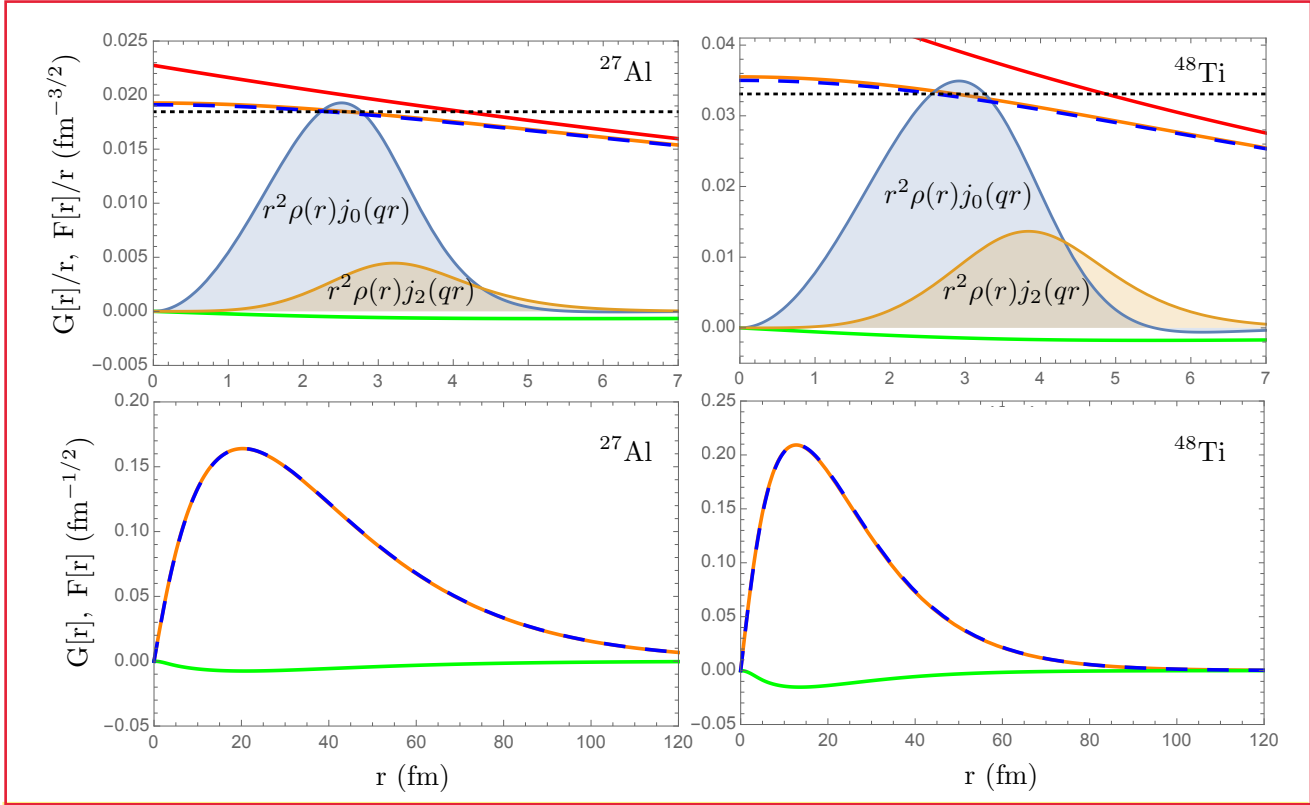 G[r]/r, F[r]/r (fm⁻³/²)
0.025
0.020
0.015
0.010
0.005
0.000
−0.005
²⁷Al
r²ρ(r)j₀(qr)
r²ρ(r)j₂(qr)
0 1 2 3 4 5 6 7
0.04
0.03
0.02
0.01
0.00
⁴⁸Ti
r²ρ(r)j₀(qr)
r²ρ(r)j₂(qr)
0 1 2 3 4 5 6 7
G[r], F[r] (fm⁻¹/²)
0.20
0.15
0.10
0.05
0.00
−0.05
²⁷Al
0 20 40 60 80 100 120
r (fm)
0.25
0.20
0.15
0.10
0.05
0.00
−0.05
⁴⁸Ti
0 20 40 60 80 100 120
r (fm)